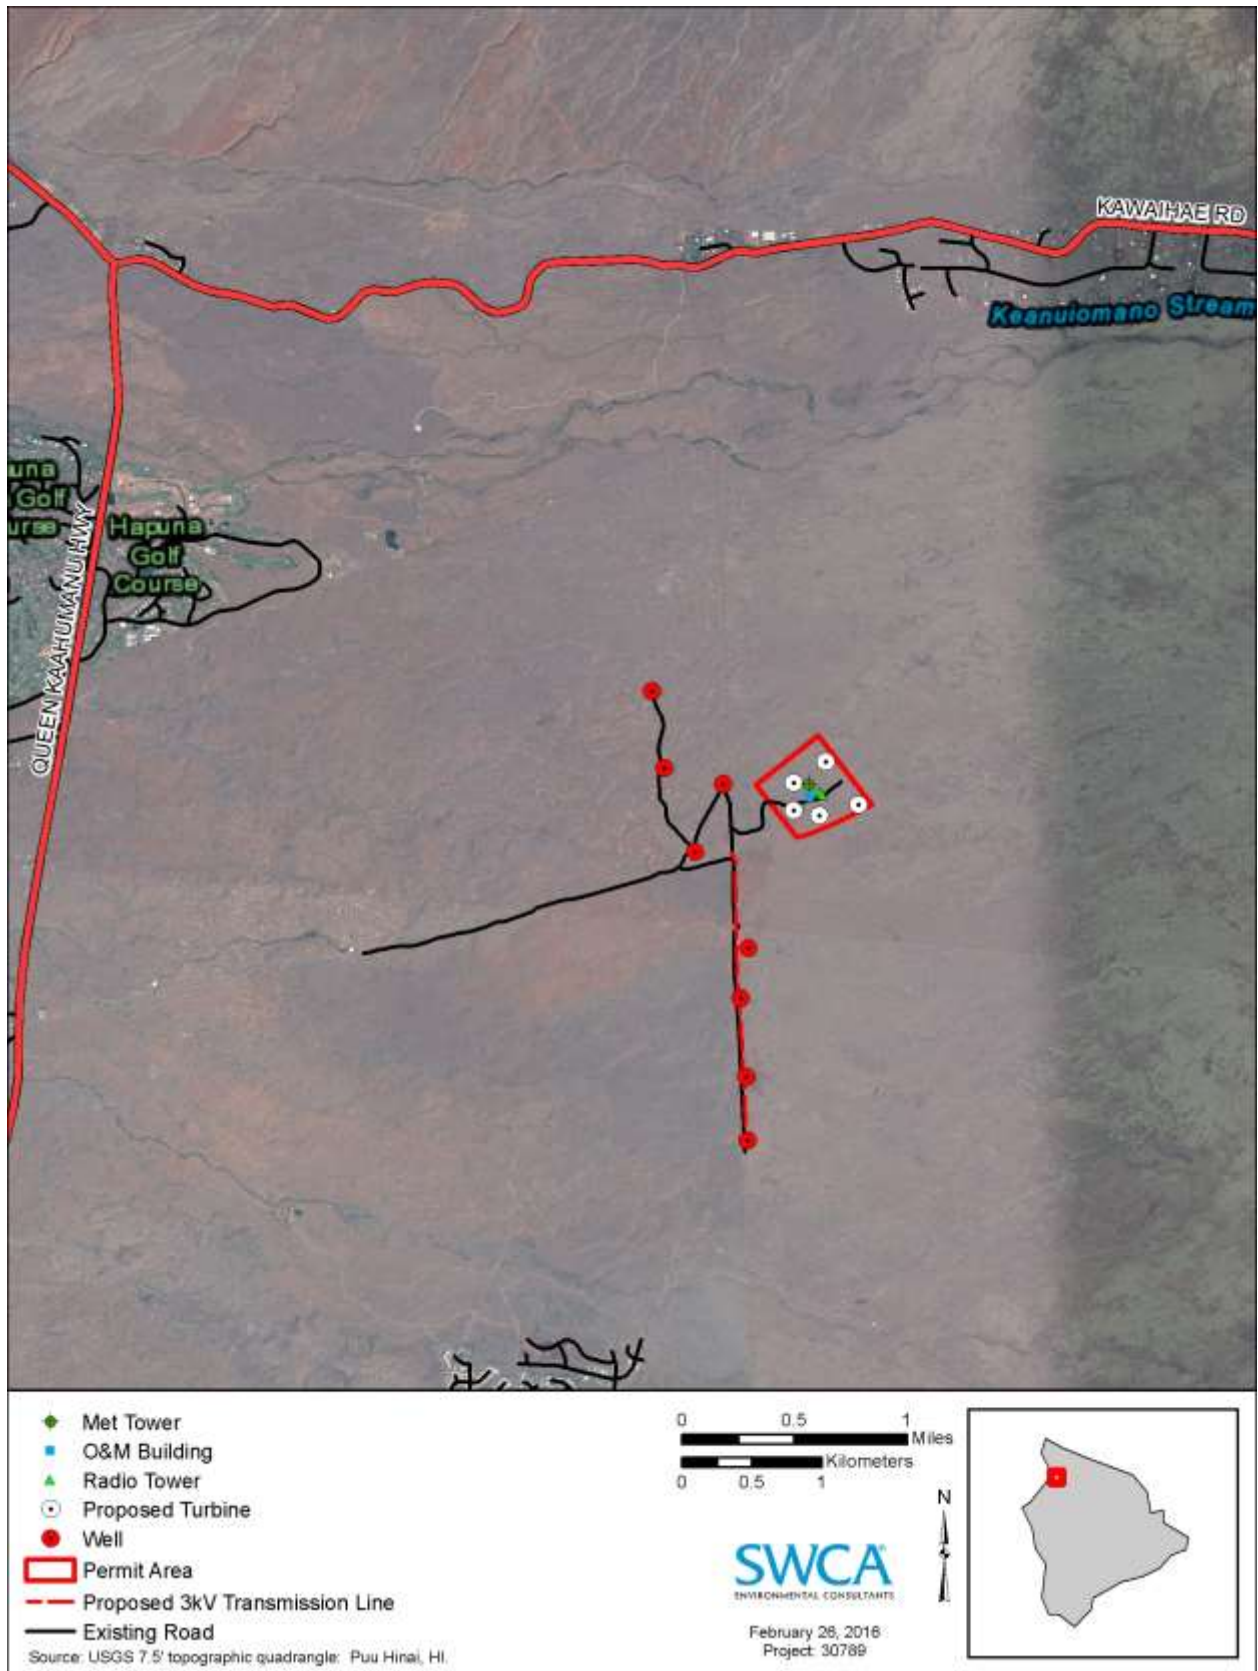 KAWAIHAE RD
Keanuiomano Stream
una
Golf
urse
Hapuna
Golf
Course
QUEEN KAAHUMANU HWY
Met Tower
O&M Building
Radio Tower
Proposed Turbine
Well
Permit Area
Proposed 3kV Transmission Line
Existing Road
Source: USGS 7.5' topographic quadrangle: Puu Hinai, HI.
0 0.5 1
Miles
Kilometers
0 0.5 1
N
SWCA
ENVIRONMENTAL CONSULTANTS
February 26, 2016
Project: 30789